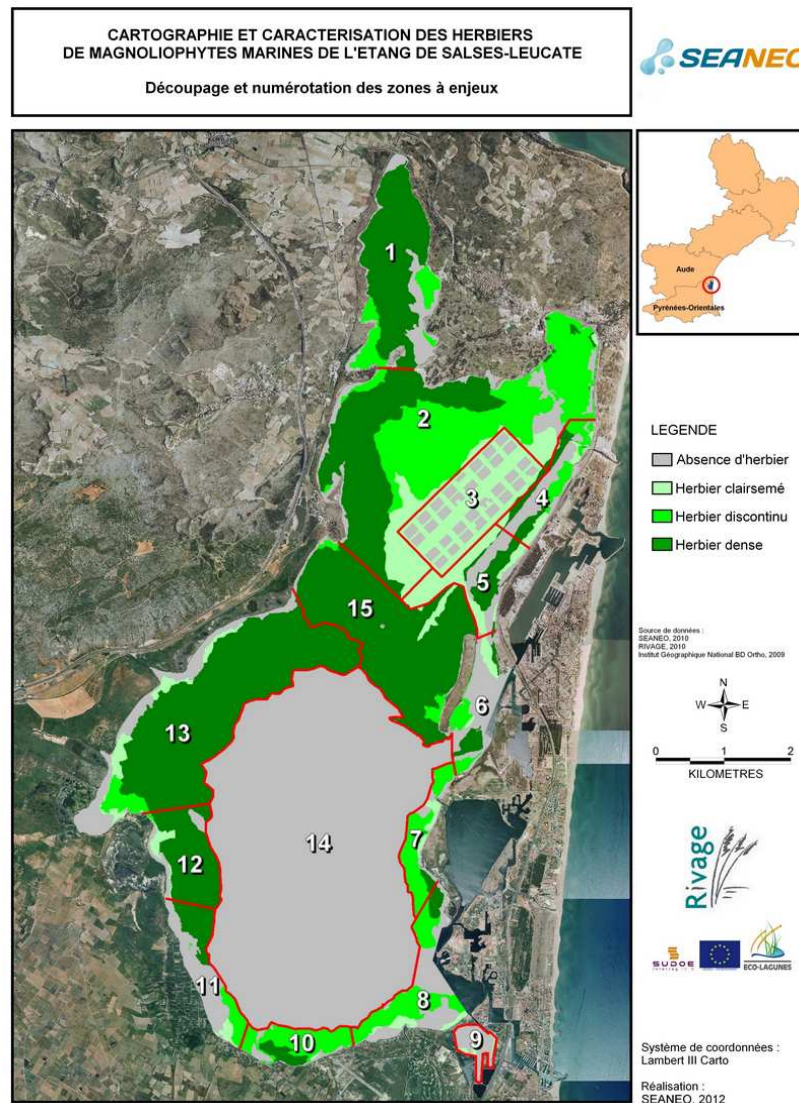 CARTOGRAPHIE ET CARACTERISATION DES HERBIERS
DE MAGNOLIOPHYTES MARINES DE L'ETANG DE SALSES-LEUCATE
Découpage et numérotation des zones à enjeux
SEANEO
Aude
Pyrénées-Orientales
1
2
3
4
5
6
7
8
9
10
11
12
13
14
15
LEGENDE
Absence d'herbier
Herbier clairsemé
Herbier discontinu
Herbier dense
Source de données :
SEANEO, 2010
RIVAGE, 2010
Institut Géographique National BD Ortho, 2009
N
W E
S
0 1 2
KILOMETRES
Rivage
SUDOE
ECO-LAGUNES
Système de coordonnées :
Lambert III Carto
Réalisation :
SEANEO, 2012